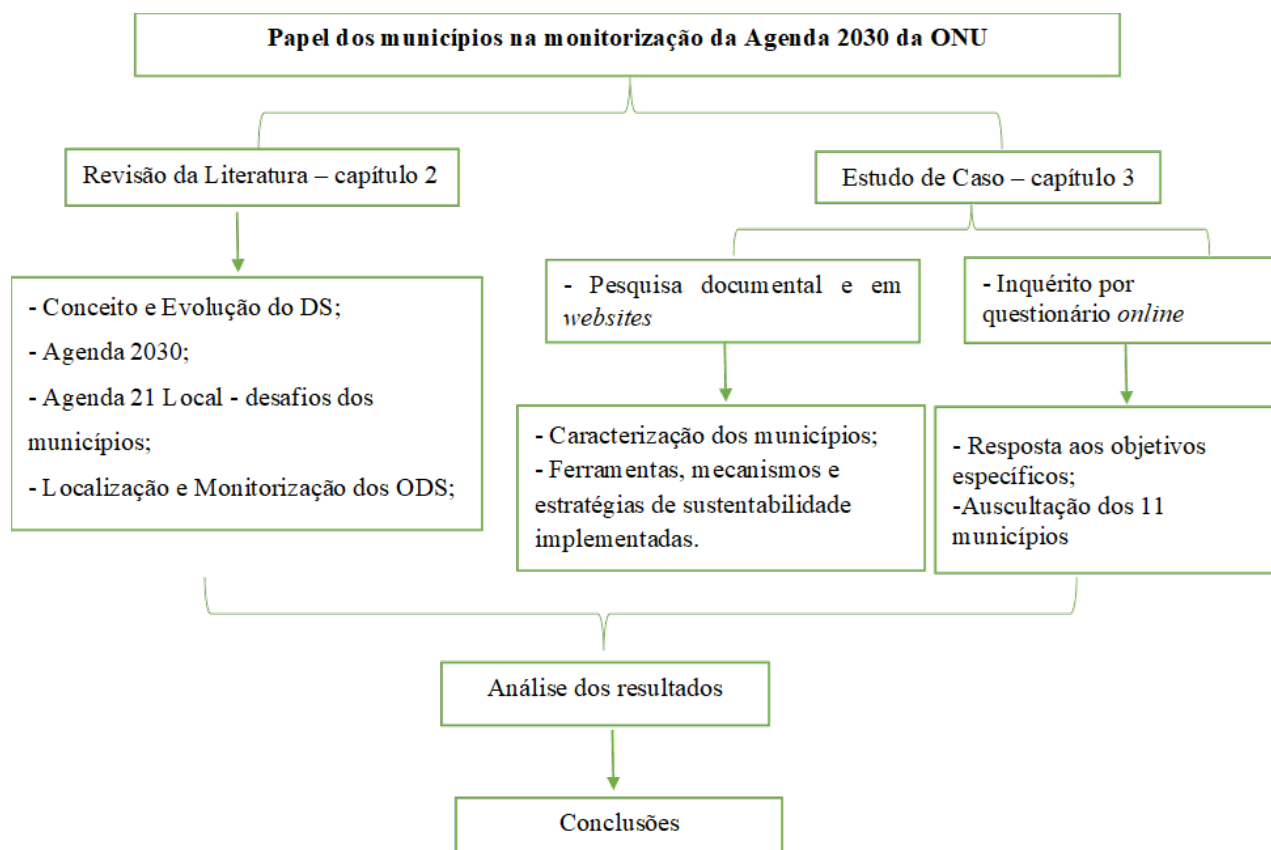 Papel dos municípios na monitorização da Agenda 2030 da ONU
Revisão da Literatura – capítulo 2
Estudo de Caso – capítulo 3
- Conceito e Evolução do DS;
- Agenda 2030;
- Agenda 21 Local - desafios dos
municípios;
- Localização e Monitorização dos ODS;
- Pesquisa documental e em
websites
- Inquérito por
questionário online
- Caracterização dos municípios;
- Ferramentas, mecanismos e
estratégias de sustentabilidade
implementadas.
- Resposta aos objetivos
específicos;
-Auscultação dos 11
municípios
Análise dos resultados
Conclusões